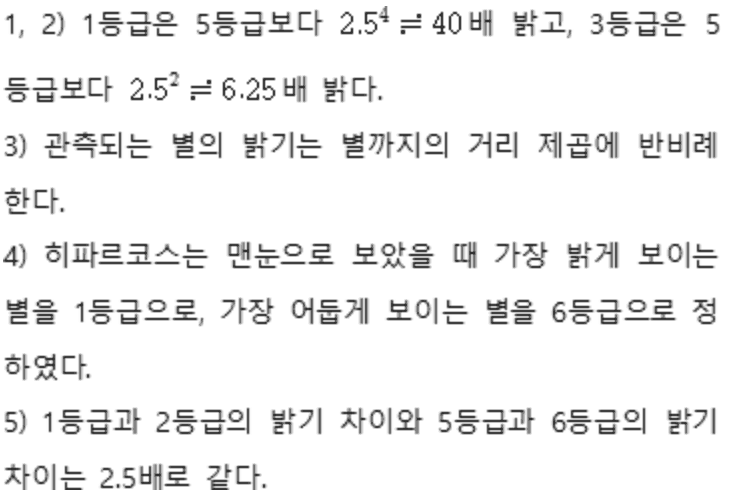 1, 2) 1등급은 5등급보다 2.5⁴ ≒ 40배 밝고, 3등급은 5
등급보다 2.5² ≒ 6.25배 밝다.
3) 관측되는 별의 밝기는 별까지의 거리 제곱에 반비례
한다.
4) 히파르코스는 맨눈으로 보았을 때 가장 밝게 보이는
별을 1등급으로, 가장 어둡게 보이는 별을 6등급으로 정
하였다.
5) 1등급과 2등급의 밝기 차이와 5등급과 6등급의 밝기
차이는 2.5배로 같다.